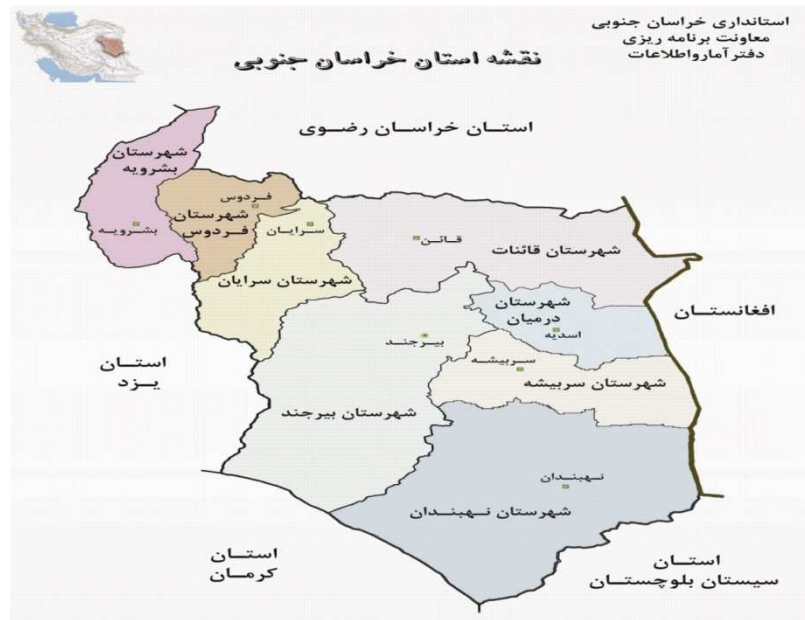 استانداری خراسان جنوبی
معاونت برنامه ریزی
دفترآمارواطلاعات
نقشه استان خراسان جنوبی
استان خراسان رضوی
شهرستان
بشرویه
بشرویه
فردوس
شهرستان
فردوس
سرایان
شهرستان سرایان
قائن
شهرستان قائنات
افغانستان
شهرستان
درمیان
اسدیه
بیرجند
سربیشه
شهرستان سربیشه
استان
یزد
شهرستان بیرجند
نهبندان
شهرستان نهبندان
استان
کرمان
استان
سیستان بلوچستان